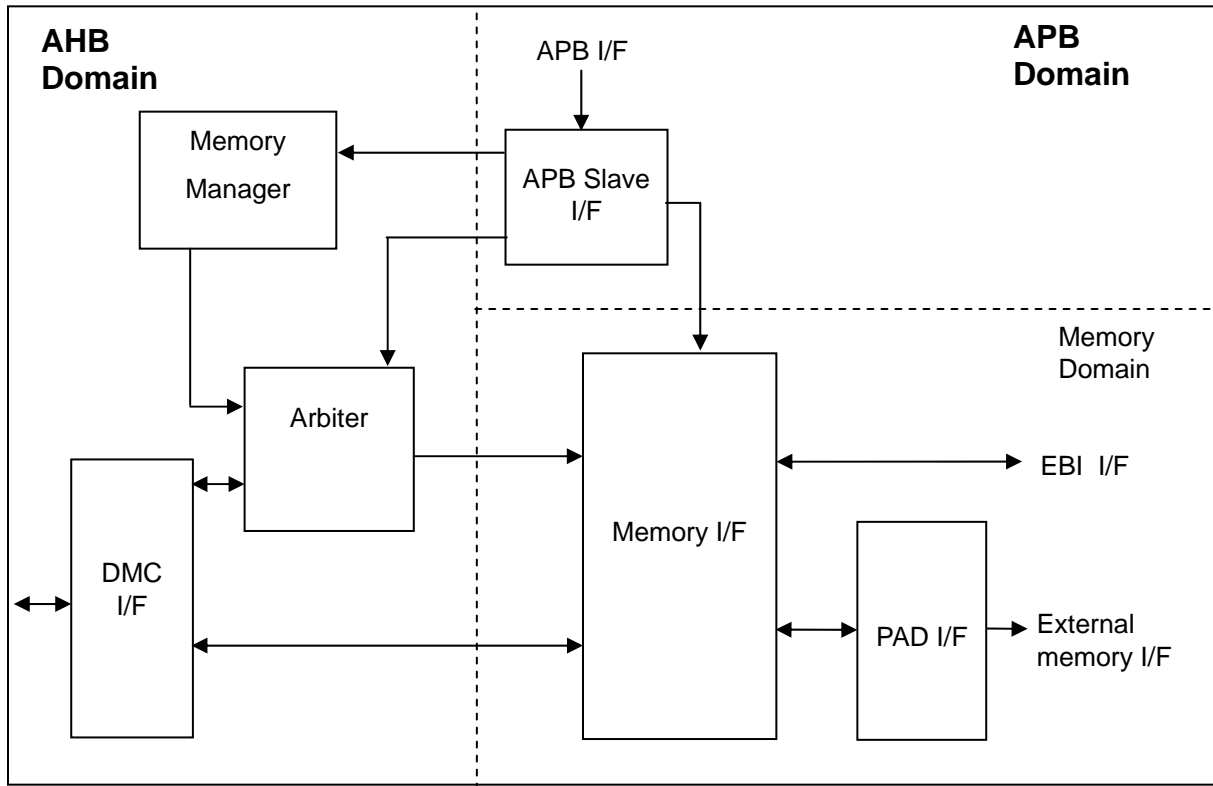 AHB
Domain
APB I/F
APB
Domain
Memory
Manager
APB Slave
I/F
Memory
Domain
Arbiter
EBI I/F
Memory I/F
DMC
I/F
PAD I/F
External
memory I/F